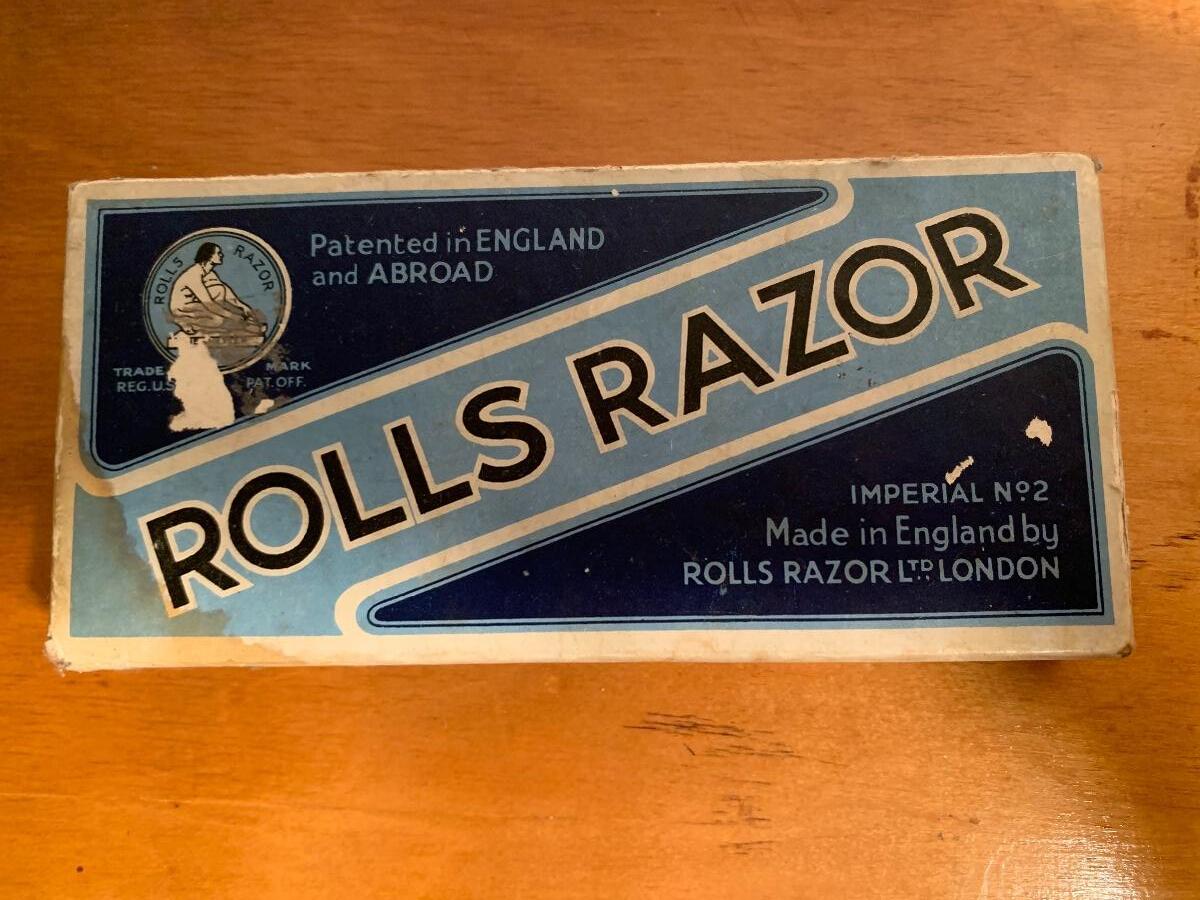 ROLLS RAZOR
TRADE MARK
REG.U.S PAT.OFF.
Patented in ENGLAND
and ABROAD
ROLLS RAZOR
IMPERIAL Nº2
Made in England by
ROLLS RAZOR LTD. LONDON